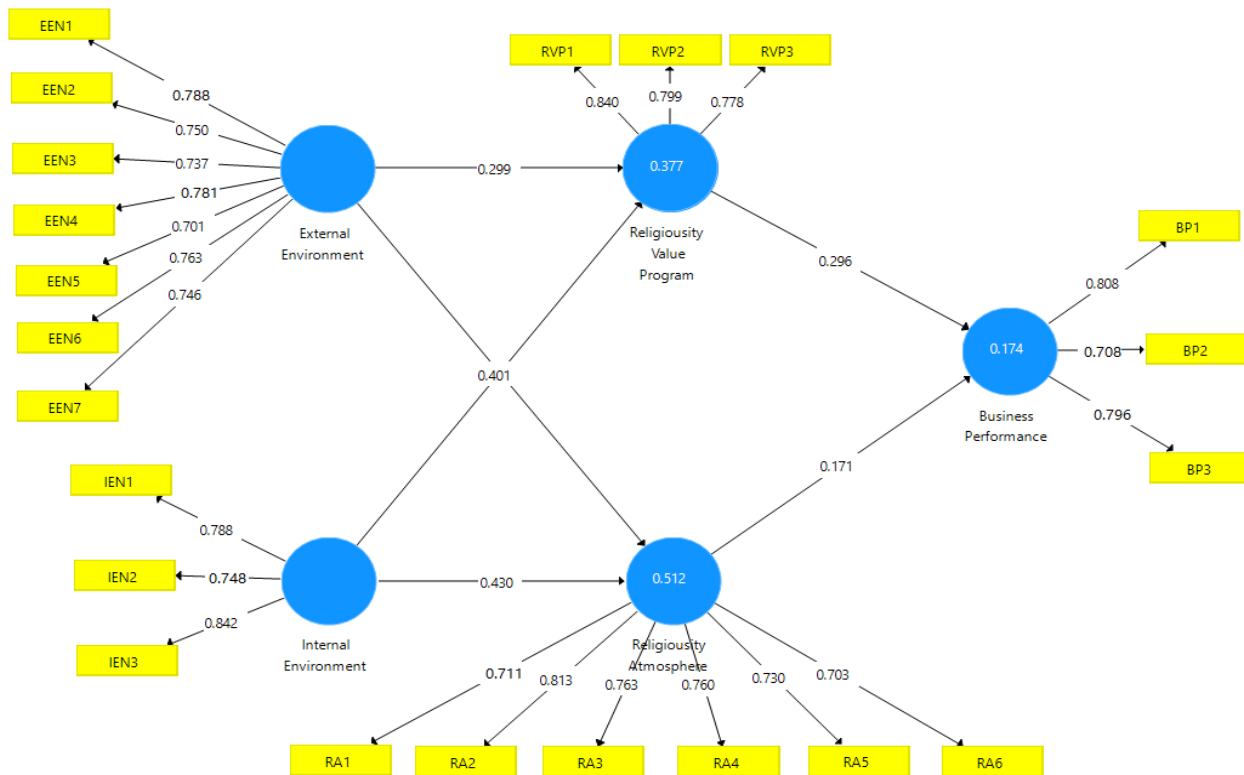 EEN1
EEN2
EEN3
EEN4
EEN5
EEN6
EEN7
0.788
0.750
0.737
0.781
0.701
0.763
0.746
External
Environment
RVP1
RVP2
RVP3
0.840
0.799
0.778
0.299
0.377
Religiousity
Value
Program
0.296
0.401
BP1
BP2
BP3
0.808
0.708
0.796
0.174
Business
Performance
0.171
IEN1
IEN2
IEN3
0.788
0.748
0.842
Internal
Environment
0.430
0.512
Religiousity
Atmosphere
0.711
0.813
0.763
0.760
0.730
0.703
RA1
RA2
RA3
RA4
RA5
RA6